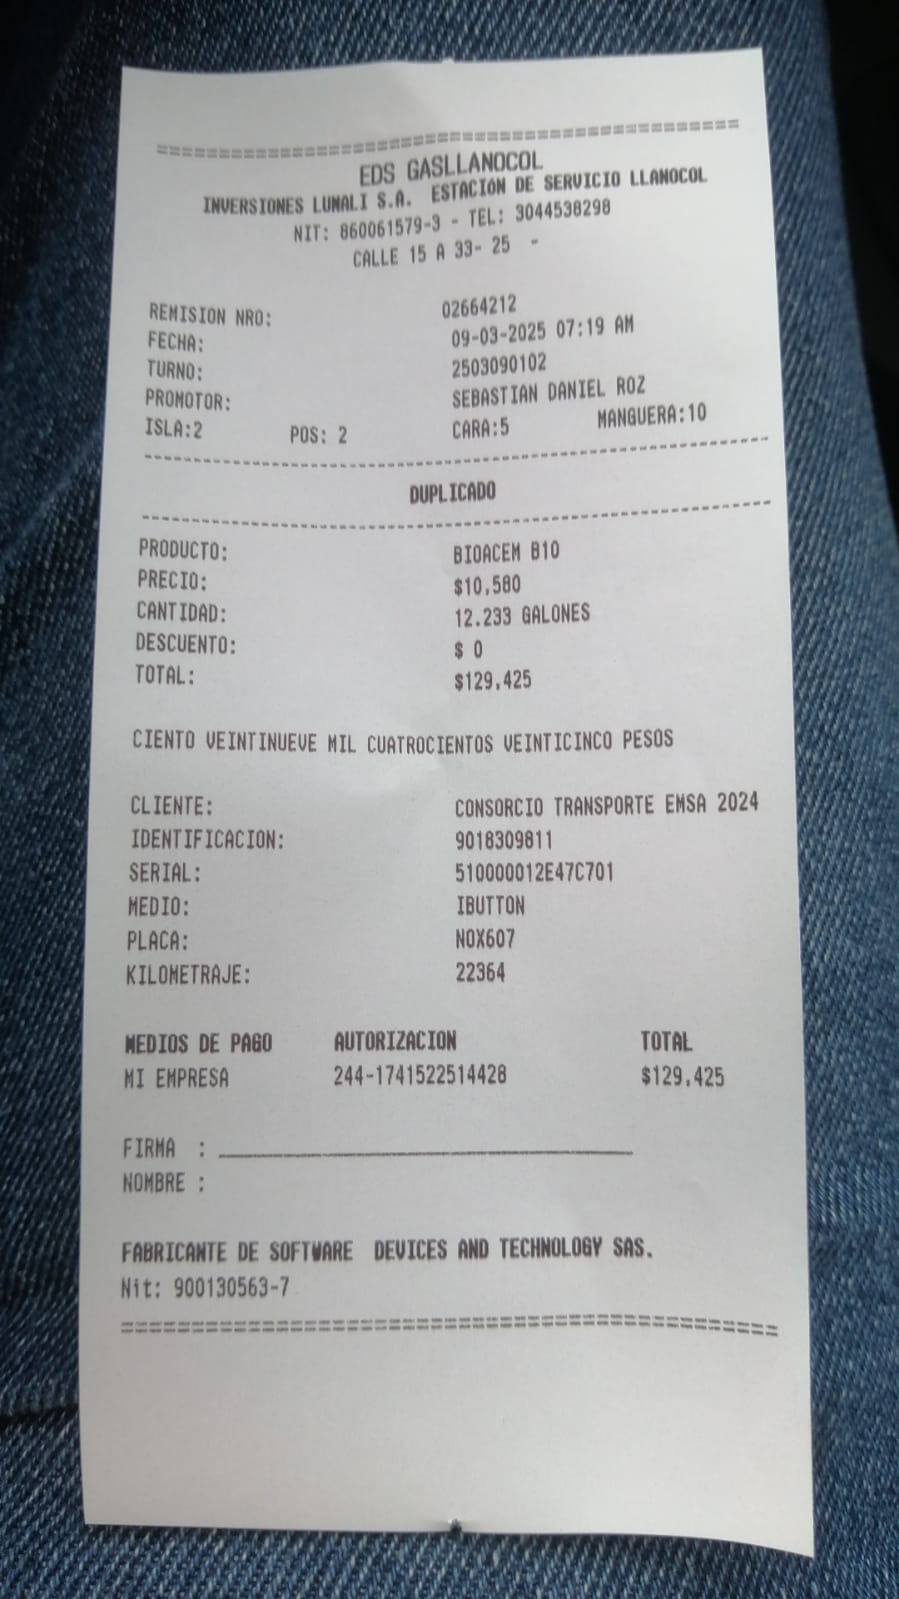 EDS GASLLANOCOL
INVERSIONES LUNALI S.A. ESTACION DE SERVICIO LLANOCOL
NIT: 860061579-3 - TEL: 3044538298
CALLE 15 A 33- 25 -
REMISION NRO: 02664212
FECHA: 09-03-2025 07:19 AM
TURNO: 2503090102
PROMOTOR: SEBASTIAN DANIEL ROZ
ISLA:2 POS: 2 CARA:5 MANGUERA:10
DUPLICADO
PRODUCTO: BIOACEM B10
PRECIO: $10,580
CANTIDAD: 12.233 GALONES
DESCUENTO: $ 0
TOTAL: $129,425
CIENTO VEINTINUEVE MIL CUATROCIENTOS VEINTICINCO PESOS
CLIENTE: CONSORCIO TRANSPORTE EMSA 2024
IDENTIFICACION: 9018309811
SERIAL: 510000012E47C701
MEDIO: IBUTTON
PLACA: NOX607
KILOMETRAJE: 22364
MEDIOS DE PAGO AUTORIZACION TOTAL
MI EMPRESA 244-1741522514428 $129,425
FIRMA :
NOMBRE :
FABRICANTE DE SOFTWARE DEVICES AND TECHNOLOGY SAS.
Nit: 900130563-7